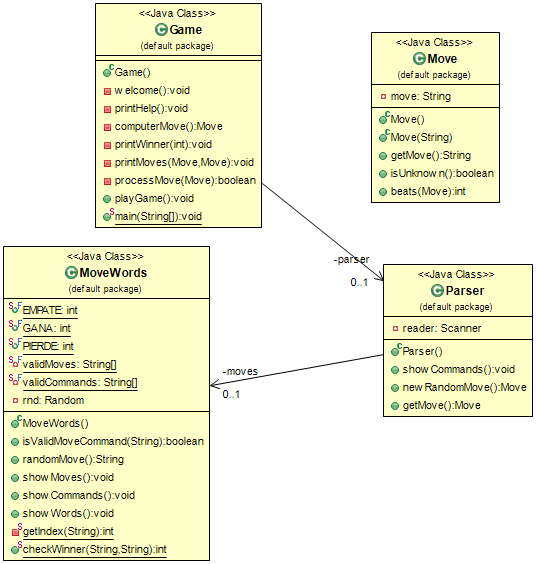 <<Java Class>>
Game
(default package)
Game()
welcome():void
printHelp():void
computerMove():Move
printWinner(int):void
printMoves(Move,Move):void
processMove(Move):boolean
playGame():void
main(String[]):void
<<Java Class>>
Move
(default package)
move: String
Move()
Move(String)
getMove():String
isUnknown():boolean
beats(Move):int
-parser
0..1
<<Java Class>>
MoveWords
(default package)
EMPATE: int
GANA: int
PIERDE: int
validMoves: String[]
validCommands: String[]
rnd: Random
MoveWords()
isValidMoveCommand(String):boolean
randomMove():String
showMoves():void
showCommands():void
showWords():void
getIndex(String):int
checkWinner(String,String):int
<<Java Class>>
Parser
(default package)
reader: Scanner
Parser()
showCommands():void
newRandomMove():Move
getMove():Move
-moves
0..1